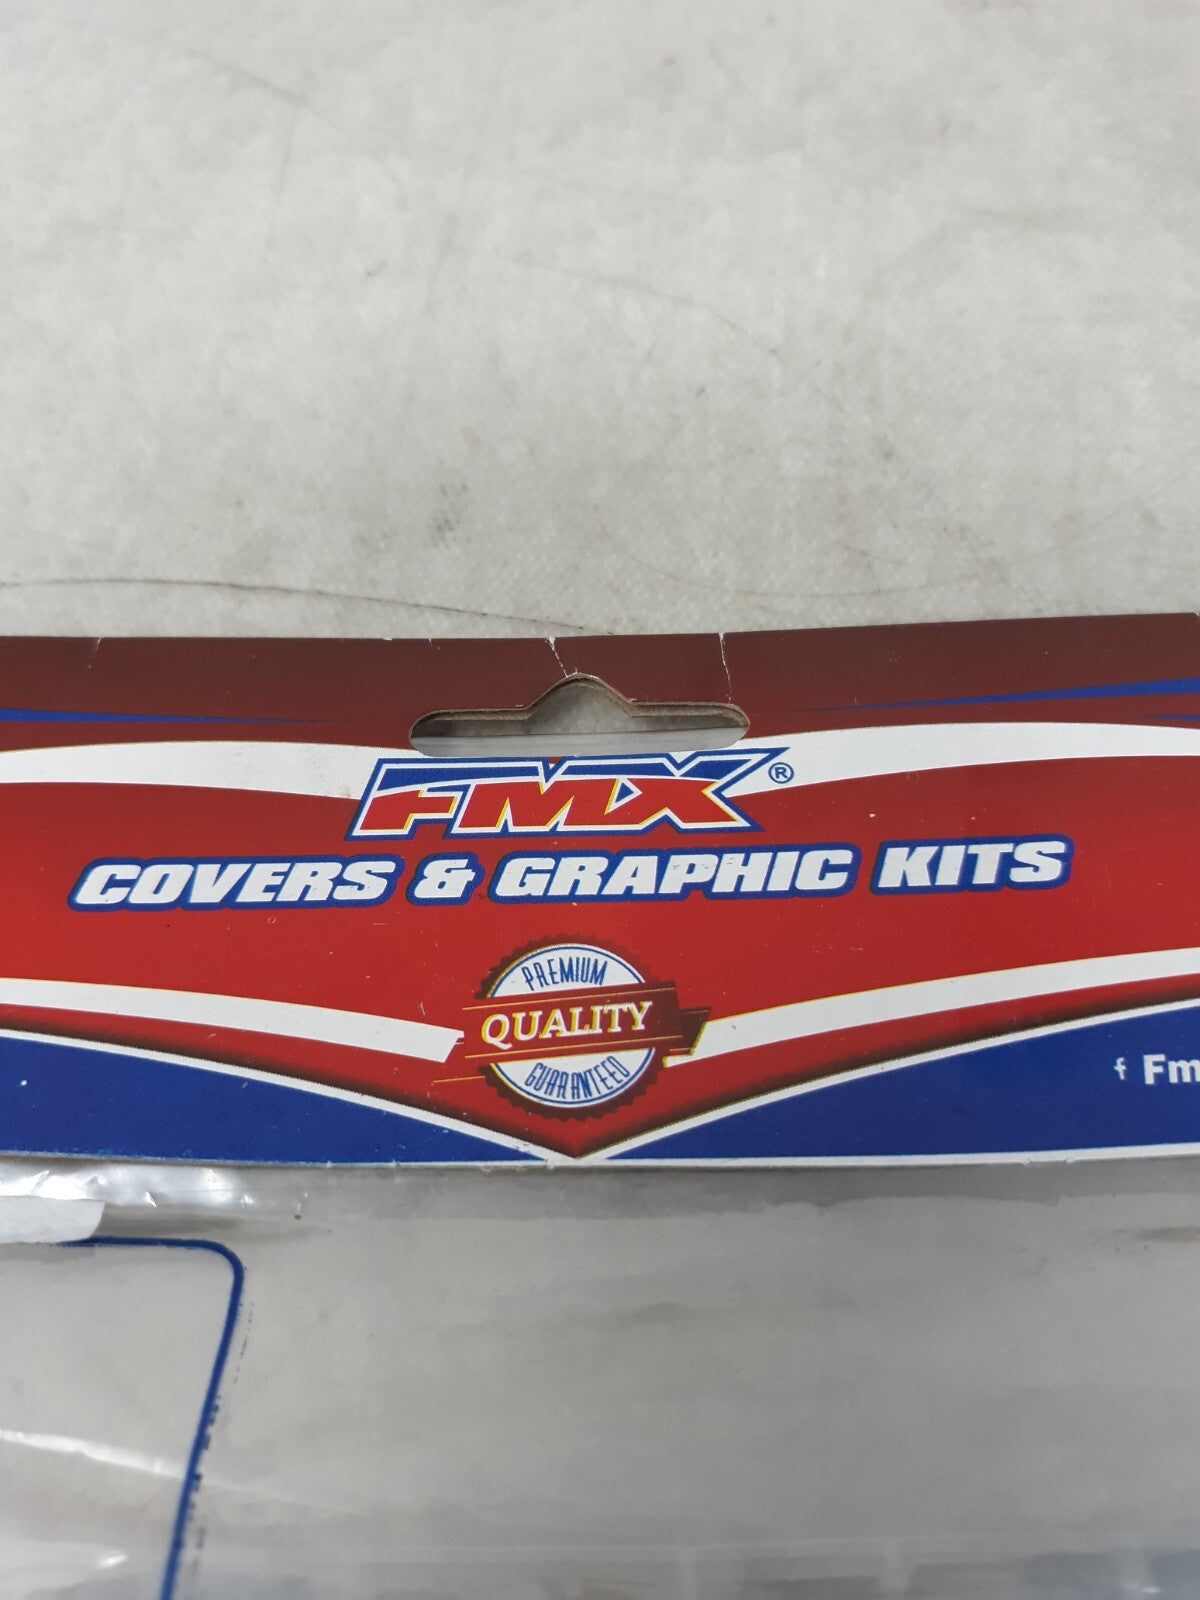 FMX®
COVERS & GRAPHIC KITS
PREMIUM
QUALITY
GUARANTEED
f Fm